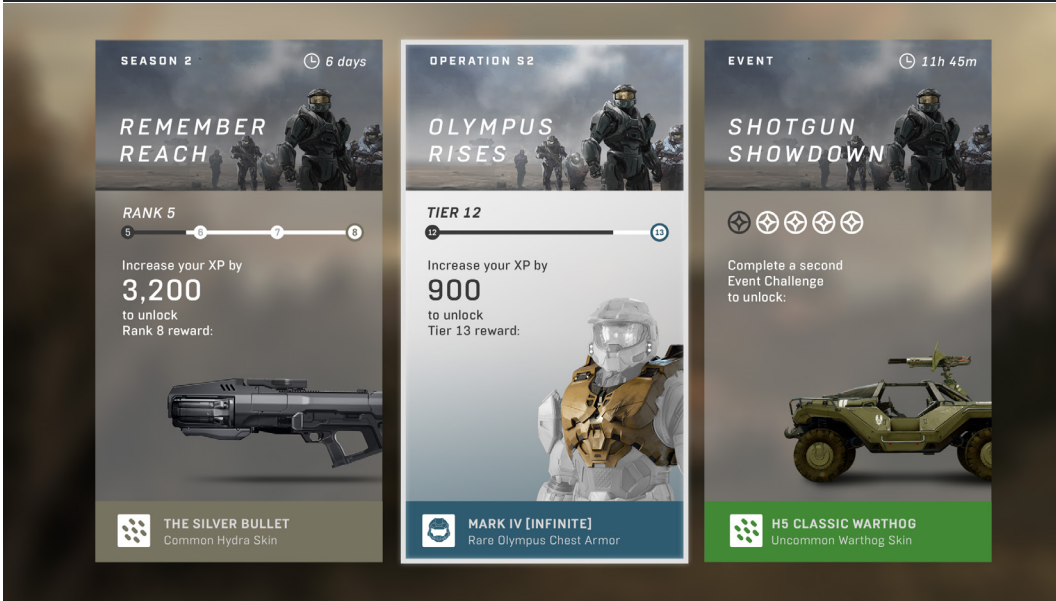 SEASON 2
6 days
REMEMBER
REACH
RANK 5
5 6 7 8
Increase your XP by
3,200
to unlock
Rank 8 reward:
THE SILVER BULLET
Common Hydra Skin
OPERATION S2
OLYMPUS
RISES
TIER 12
12 13
Increase your XP by
900
to unlock
Tier 13 reward:
MARK IV [INFINITE]
Rare Olympus Chest Armor
EVENT
11h 45m
SHOTGUN
SHOWDOWN
Complete a second
Event Challenge
to unlock:
H5 CLASSIC WARTHOG
Uncommon Warthog Skin